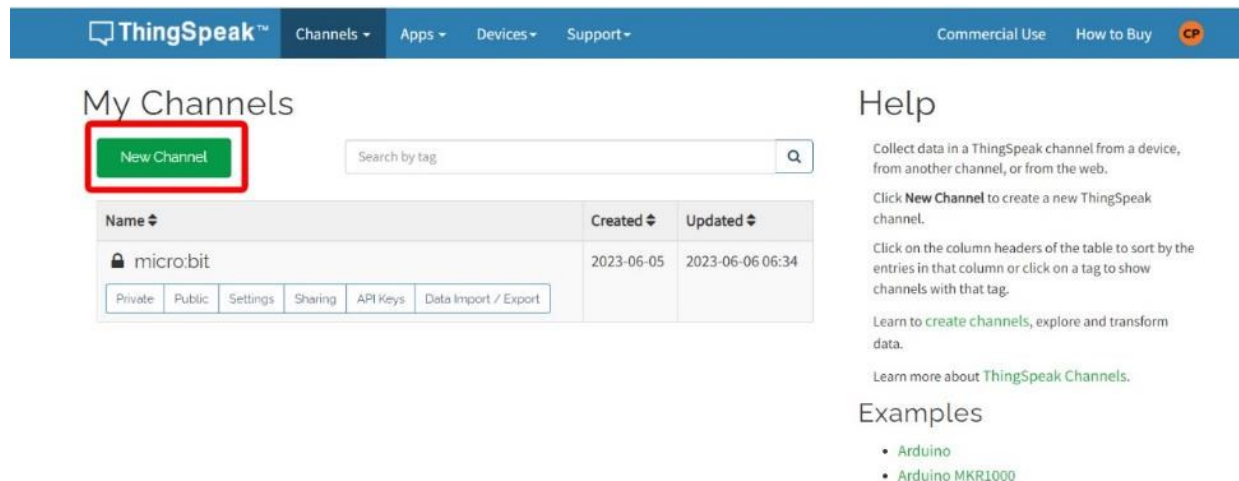 ThingSpeak™ Channels Apps Devices Support Commercial Use How to Buy CP
My Channels
New Channel
Search by tag
Name Created Updated
micro:bit 2023-06-05 2023-06-06 06:34
Private Public Settings Sharing API Keys Data Import / Export
Help
Collect data in a ThingSpeak channel from a device,
from another channel, or from the web.
Click New Channel to create a new ThingSpeak
channel.
Click on the column headers of the table to sort by the
entries in that column or click on a tag to show
channels with that tag.
Learn to create channels, explore and transform
data.
Learn more about ThingSpeak Channels.
Examples
• Arduino
• Arduino MKR1000